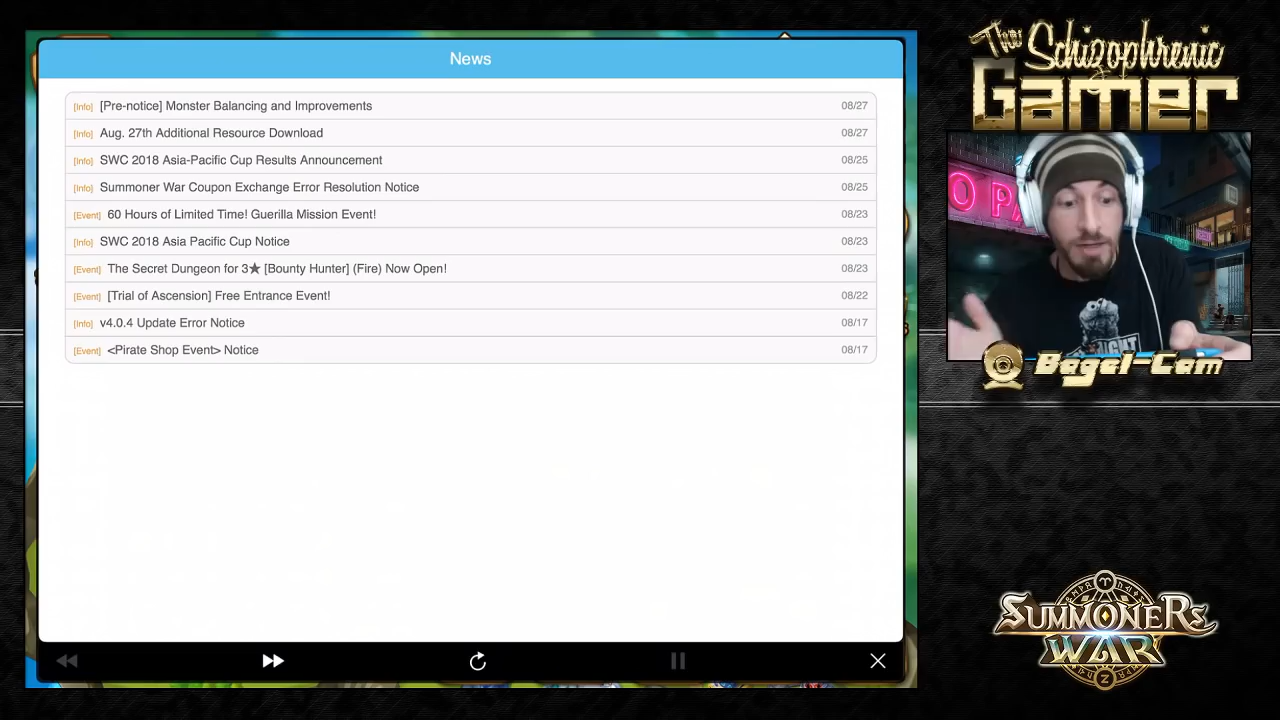 News
[Info] [Pre-notice] Monster Balancing and Improvements 08/27
[Info] Aug. 27th Additional Resource Download 08/27
[Info] SWC 2018 Asia-Pacific Cup Results Announcement 08/25
[Info] Summoner War Coupon Exchange Error Resolution Notice 08/25
[Event] 60 Hours of Limited Time! Guerilla Mission Event! 08/23
[Info] SWC 2018 Asia Pacific Cup Notice 08/23
[Event] The Secret Dungeon for 3★ [Bounty Hunter] (Fire) Now Open! 08/23
[Event] [Trial of Ascension] Free Entrance Event! 08/22
[Info] v4.0.4 Update Error Notice 08/17
[Event] <Pirate Shop Event> Notice 08/17
The Schizophrenic
Gamer
Bagel-Cam
SUMMONERS
WAR